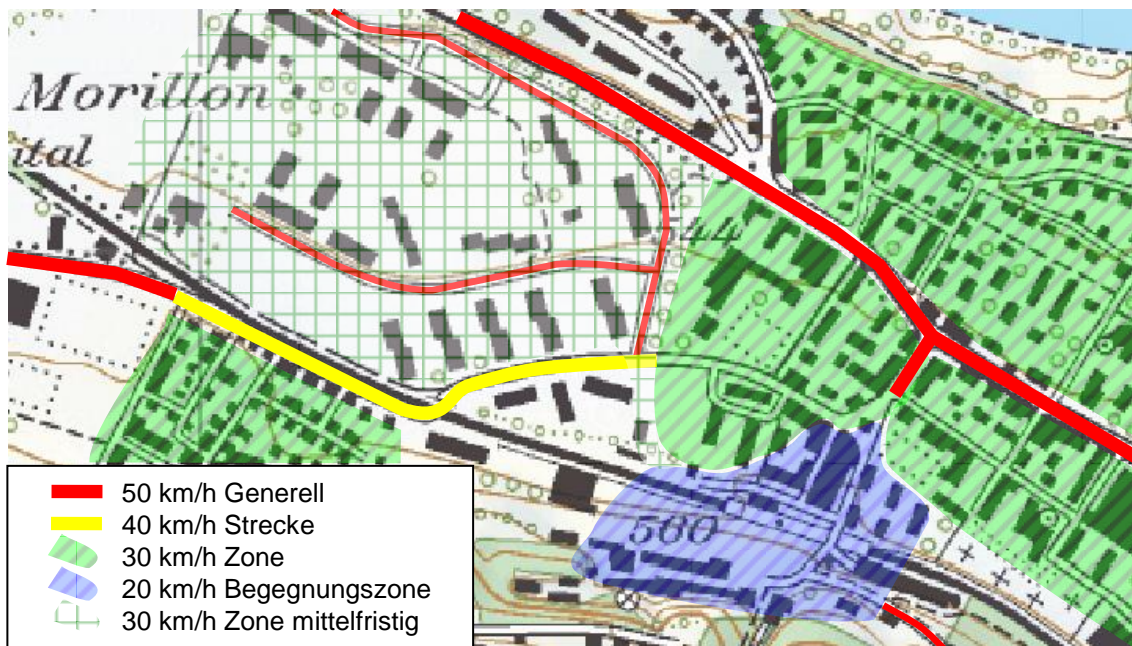 Morillon
ital
44
560
50 km/h Generell
40 km/h Strecke
30 km/h Zone
20 km/h Begegnungszone
30 km/h Zone mittelfristig